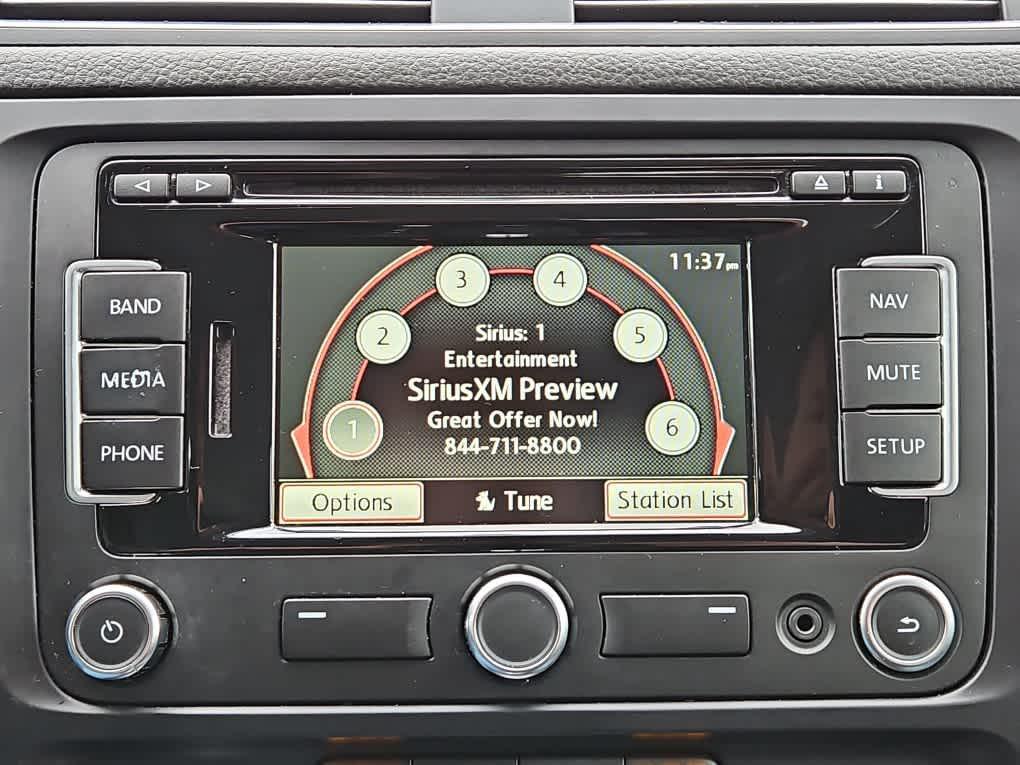 i
BAND
MEDIA
PHONE
11:37pm
1
2
3
4
5
6
Sirius: 1
Entertainment
SiriusXM Preview
Great Offer Now!
844-711-8800
Options
Tune
Station List
NAV
MUTE
SETUP